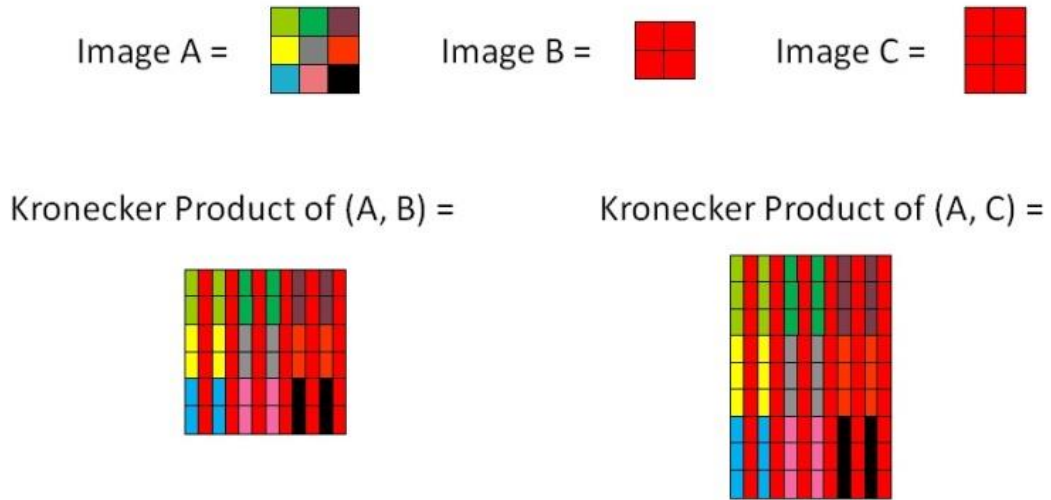 Image A =
Image B =
Image C =
Kronecker Product of (A, B) =
Kronecker Product of (A, C) =